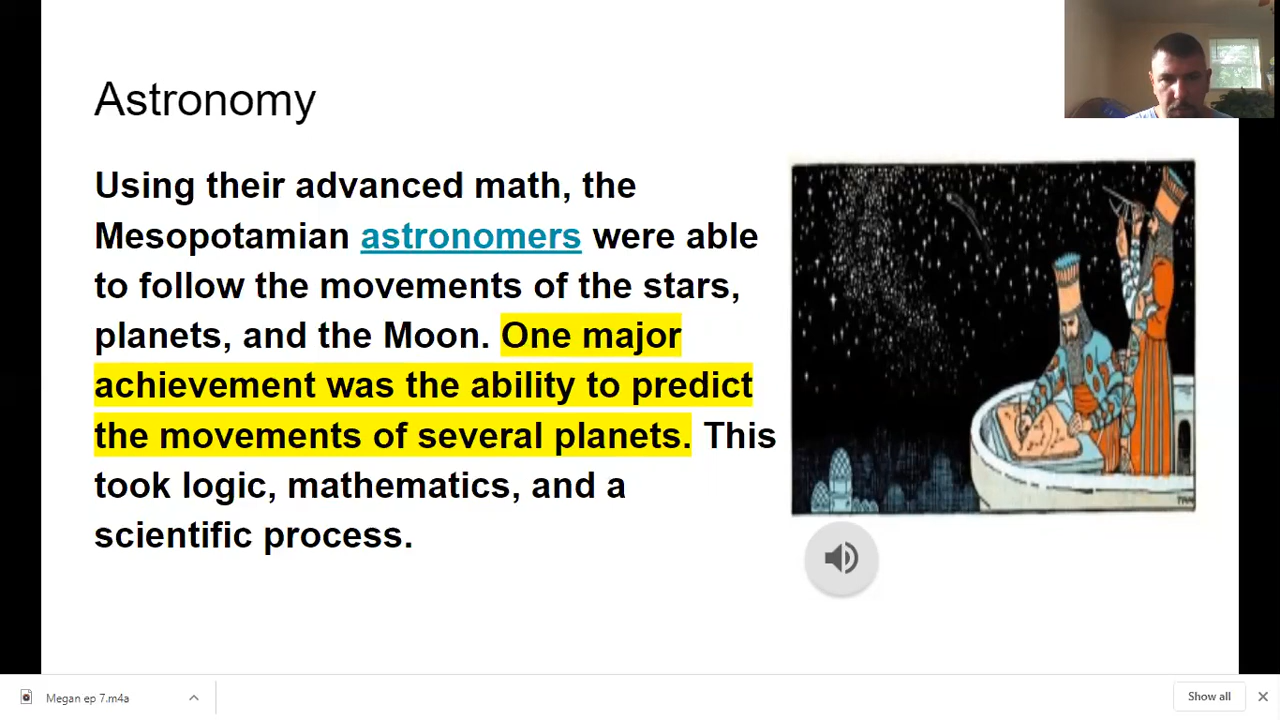 Astronomy
Using their advanced math, the
Mesopotamian astronomers were able
to follow the movements of the stars,
planets, and the Moon. One major
achievement was the ability to predict
the movements of several planets. This
took logic, mathematics, and a
scientific process.
Megan ep 7.m4a
Show all